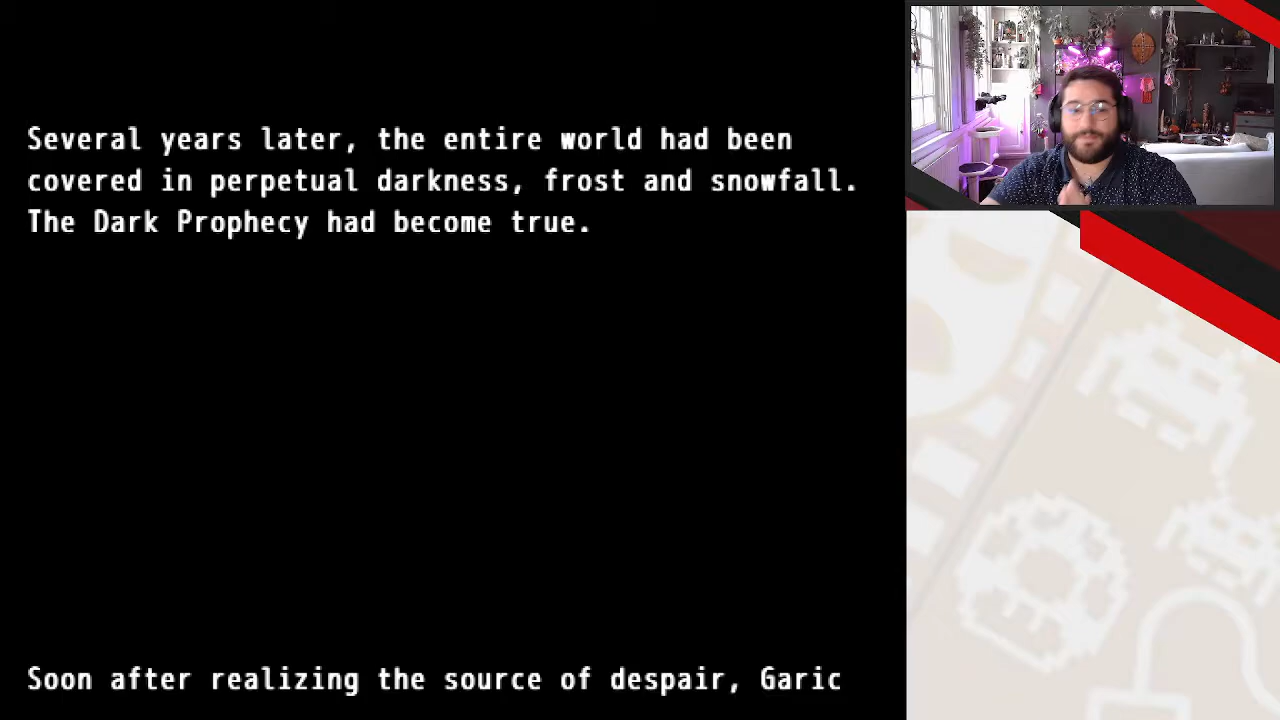 Several years later, the entire world had been
covered in perpetual darkness, frost and snowfall.
The Dark Prophecy had become true.
Soon after realizing the source of despair, Garic